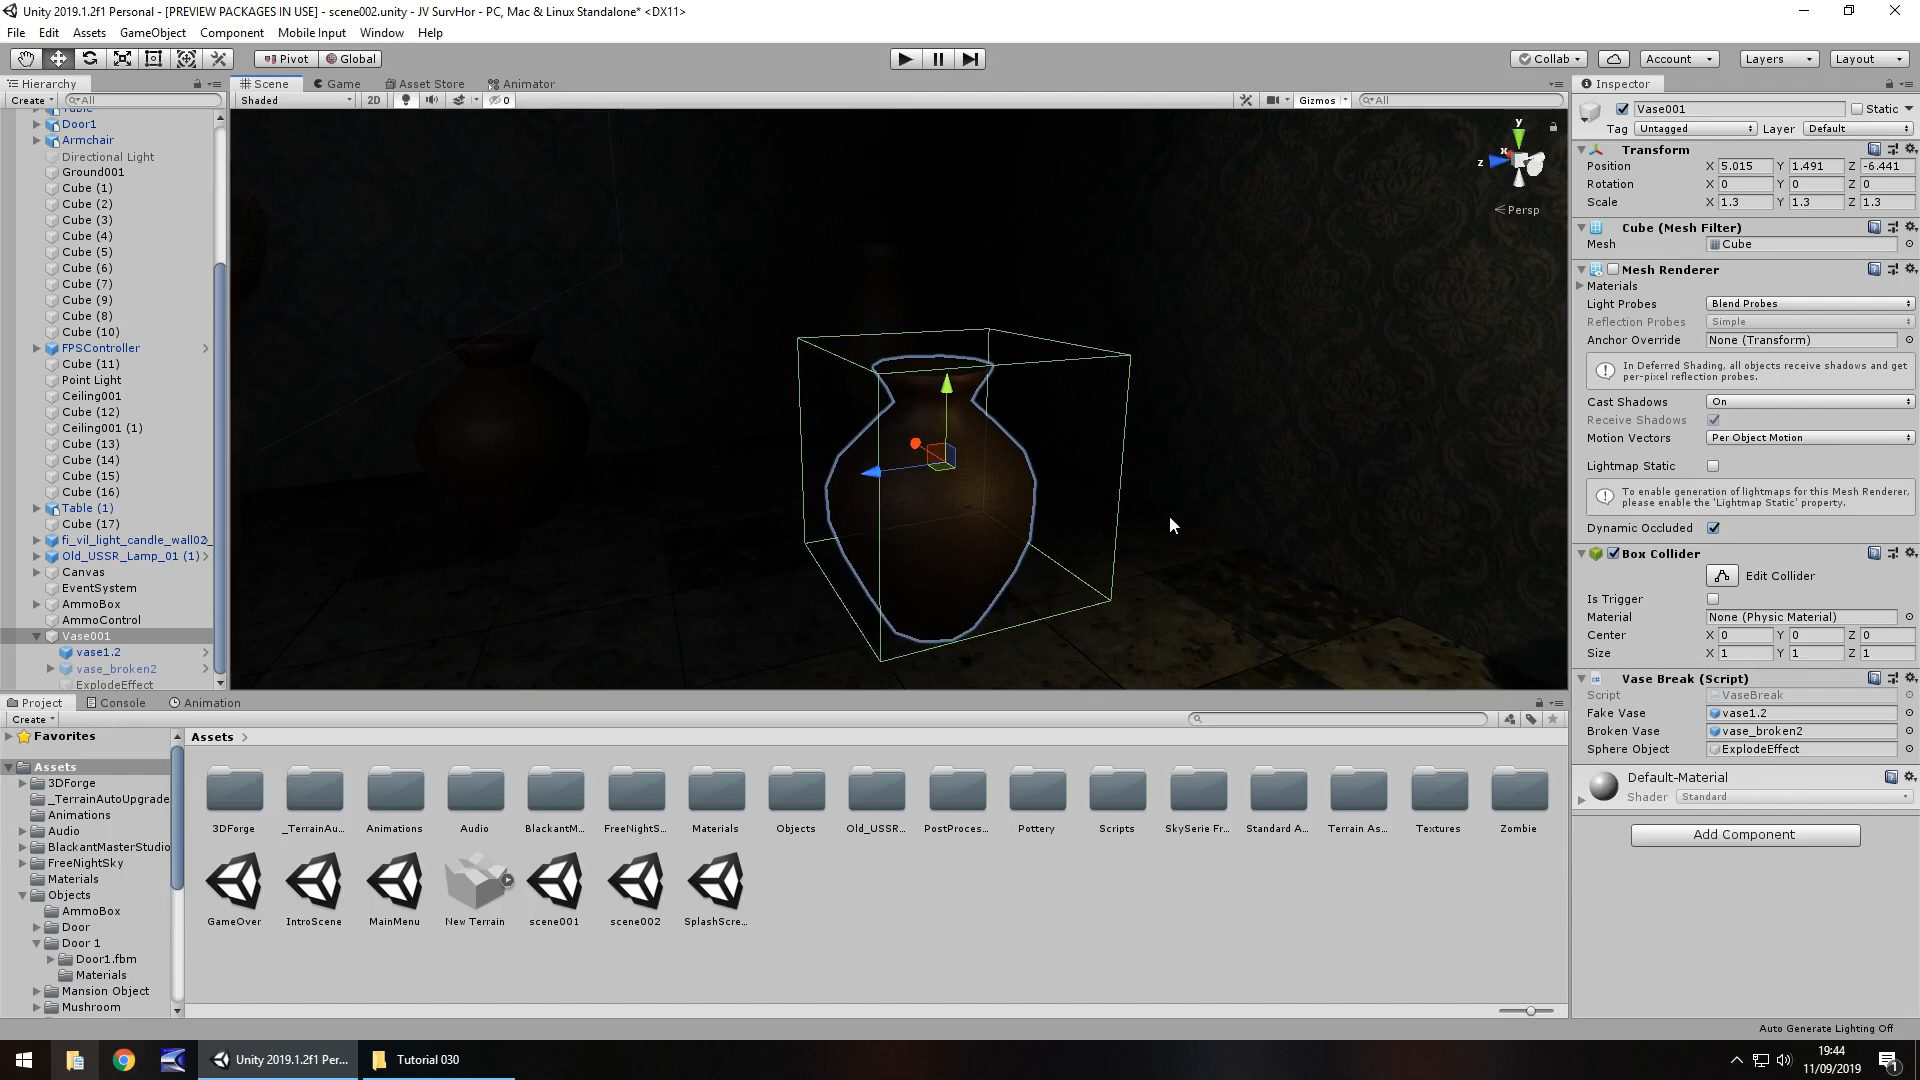 Unity 2019.1.2f1 Personal - [PREVIEW PACKAGES IN USE] - scene002.unity - JV SurvHor - PC, Mac & Linux Standalone* <DX11>
File Edit Assets GameObject Component Mobile Input Window Help
Pivot Global Collab Account Layers Layout
Hierarchy Scene Game Asset Store Animator Inspector
Create All Shaded 2D 0 Gizmos All
Vase001 Static
Tag Untagged Layer Default
Door1
Armchair
Directional Light
Ground001
Cube (1)
Cube (2)
Cube (3)
Cube (4)
Cube (5)
Cube (6)
Cube (7)
Cube (9)
Cube (8)
Cube (10)
FPSController
Cube (11)
Point Light
Ceiling001
Cube (12)
Ceiling001 (1)
Cube (13)
Cube (14)
Cube (15)
Cube (16)
Table (1)
Cube (17)
fi_vil_light_candle_wall02_
Old_USSR_Lamp_01 (1)
Canvas
EventSystem
AmmoBox
AmmoControl
Vase001
vase1.2
vase_broken2
ExplodeEffect
y
x
z
Persp
Transform
Position X 5.015 Y 1.491 Z -6.441
Rotation X 0 Y 0 Z 0
Scale X 1.3 Y 1.3 Z 1.3
Cube (Mesh Filter)
Mesh Cube
Mesh Renderer
Materials
Light Probes Blend Probes
Reflection Probes Simple
Anchor Override None (Transform)
In Deferred Shading, all objects receive shadows and get
per-pixel reflection probes.
Cast Shadows On
Receive Shadows
Motion Vectors Per Object Motion
Lightmap Static
To enable generation of lightmaps for this Mesh Renderer,
please enable the 'Lightmap Static' property.
Dynamic Occluded
Box Collider
Edit Collider
Is Trigger
Material None (Physic Material)
Center X 0 Y 0 Z 0
Size X 1 Y 1 Z 1
Vase Break (Script)
Script VaseBreak
Fake Vase vase1.2
Broken Vase vase_broken2
Sphere Object ExplodeEffect
Default-Material
Shader Standard
Add Component
Project Console Animation
Create
Favorites
Assets
3DForge
_TerrainAutoUpgrade
Animations
Audio
BlackantMasterStudio
FreeNightSky
Materials
Objects
AmmoBox
Door
Door 1
Door1.fbm
Materials
Mansion Object
Mushroom
Assets
3DForge _TerrainAu... Animations Audio BlackantM... FreeNightS... Materials Objects Old_USSR... PostProces... Pottery Scripts SkySerie Fr... Standard A... Terrain As... Textures Zombie
GameOver IntroScene MainMenu New Terrain scene001 scene002 SplashScre...
Auto Generate Lighting Off
Unity 2019.1.2f1 Per... Tutorial 030
19:44
11/09/2019
1